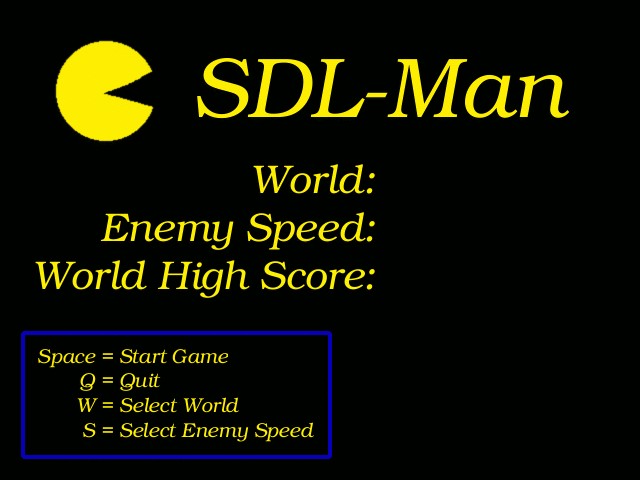 SDL-Man
World:
Enemy Speed:
World High Score:
Space = Start Game
Q = Quit
W = Select World
S = Select Enemy Speed